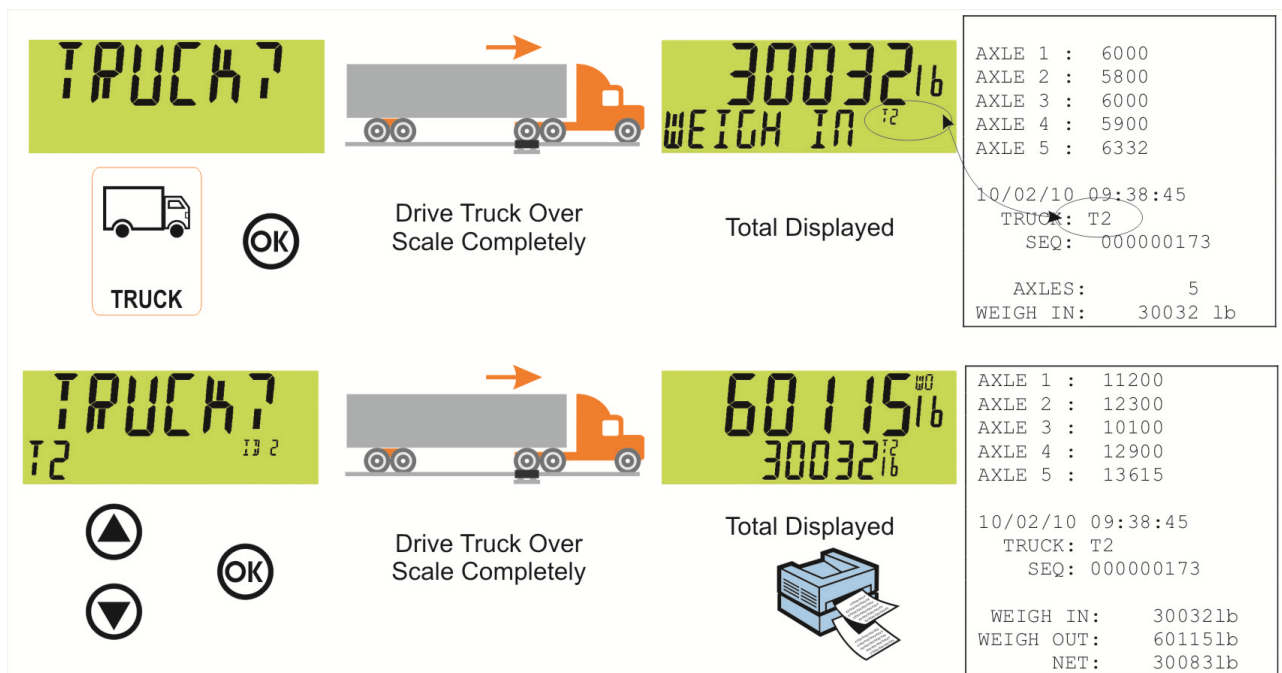 TRUCK?
OK
TRUCK
Drive Truck Over
Scale Completely
30032 lb
WEIGH IN T2
Total Displayed
AXLE 1 : 6000
AXLE 2 : 5800
AXLE 3 : 6000
AXLE 4 : 5900
AXLE 5 : 6332
10/02/10 09:38:45
TRUCK: T2
SEQ: 000000173
AXLES: 5
WEIGH IN: 30032 lb
TRUCK?
T2 ID 2
OK
Drive Truck Over
Scale Completely
60115 WO lb
30032 T2 lb
Total Displayed
AXLE 1 : 11200
AXLE 2 : 12300
AXLE 3 : 10100
AXLE 4 : 12900
AXLE 5 : 13615
10/02/10 09:38:45
TRUCK: T2
SEQ: 000000173
WEIGH IN: 30032lb
WEIGH OUT: 60115lb
NET: 30083lb